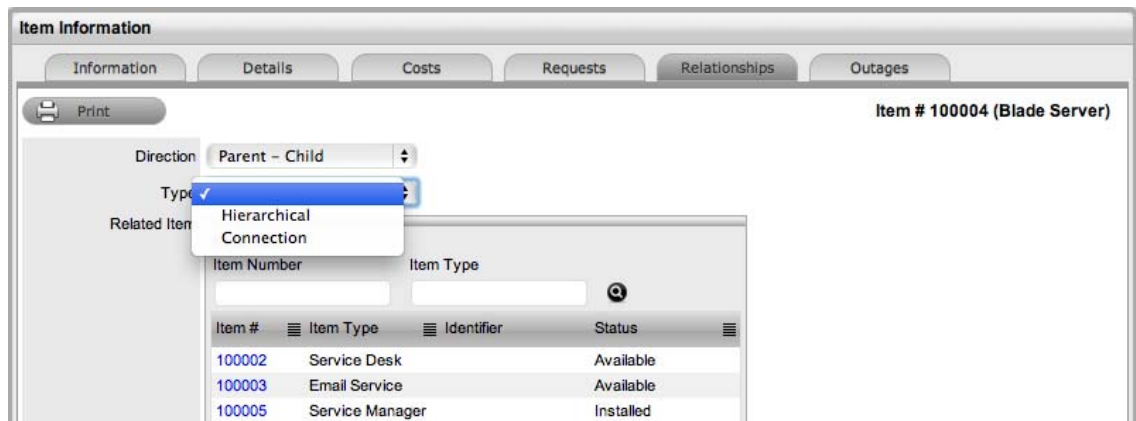 Item Information
Information Details Costs Requests Relationships Outages
Print Item # 100004 (Blade Server)
Direction Parent – Child
Type
Hierarchical
Related Item
Connection
Item Number Item Type
Item # Item Type Identifier Status
100002 Service Desk Available
100003 Email Service Available
100005 Service Manager Installed